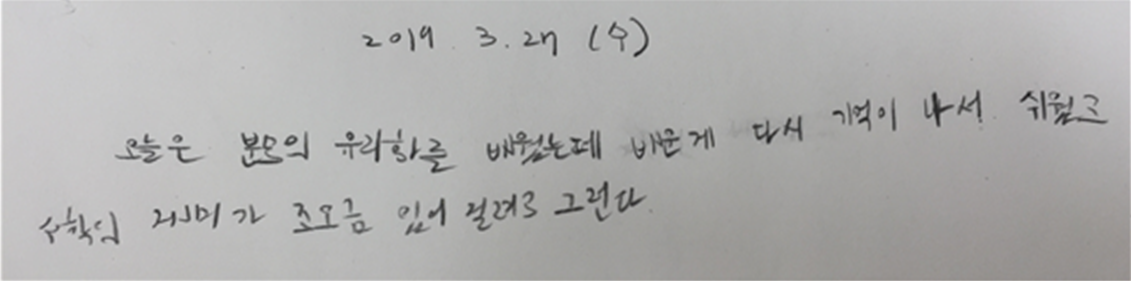 2019. 3. 27 (수)
오늘은 분모의 유리화를 배웠는데 배운게 다시 기억이 나서 쉬웠고
수학이 재미가 조오금 있어 질려고 그런다.